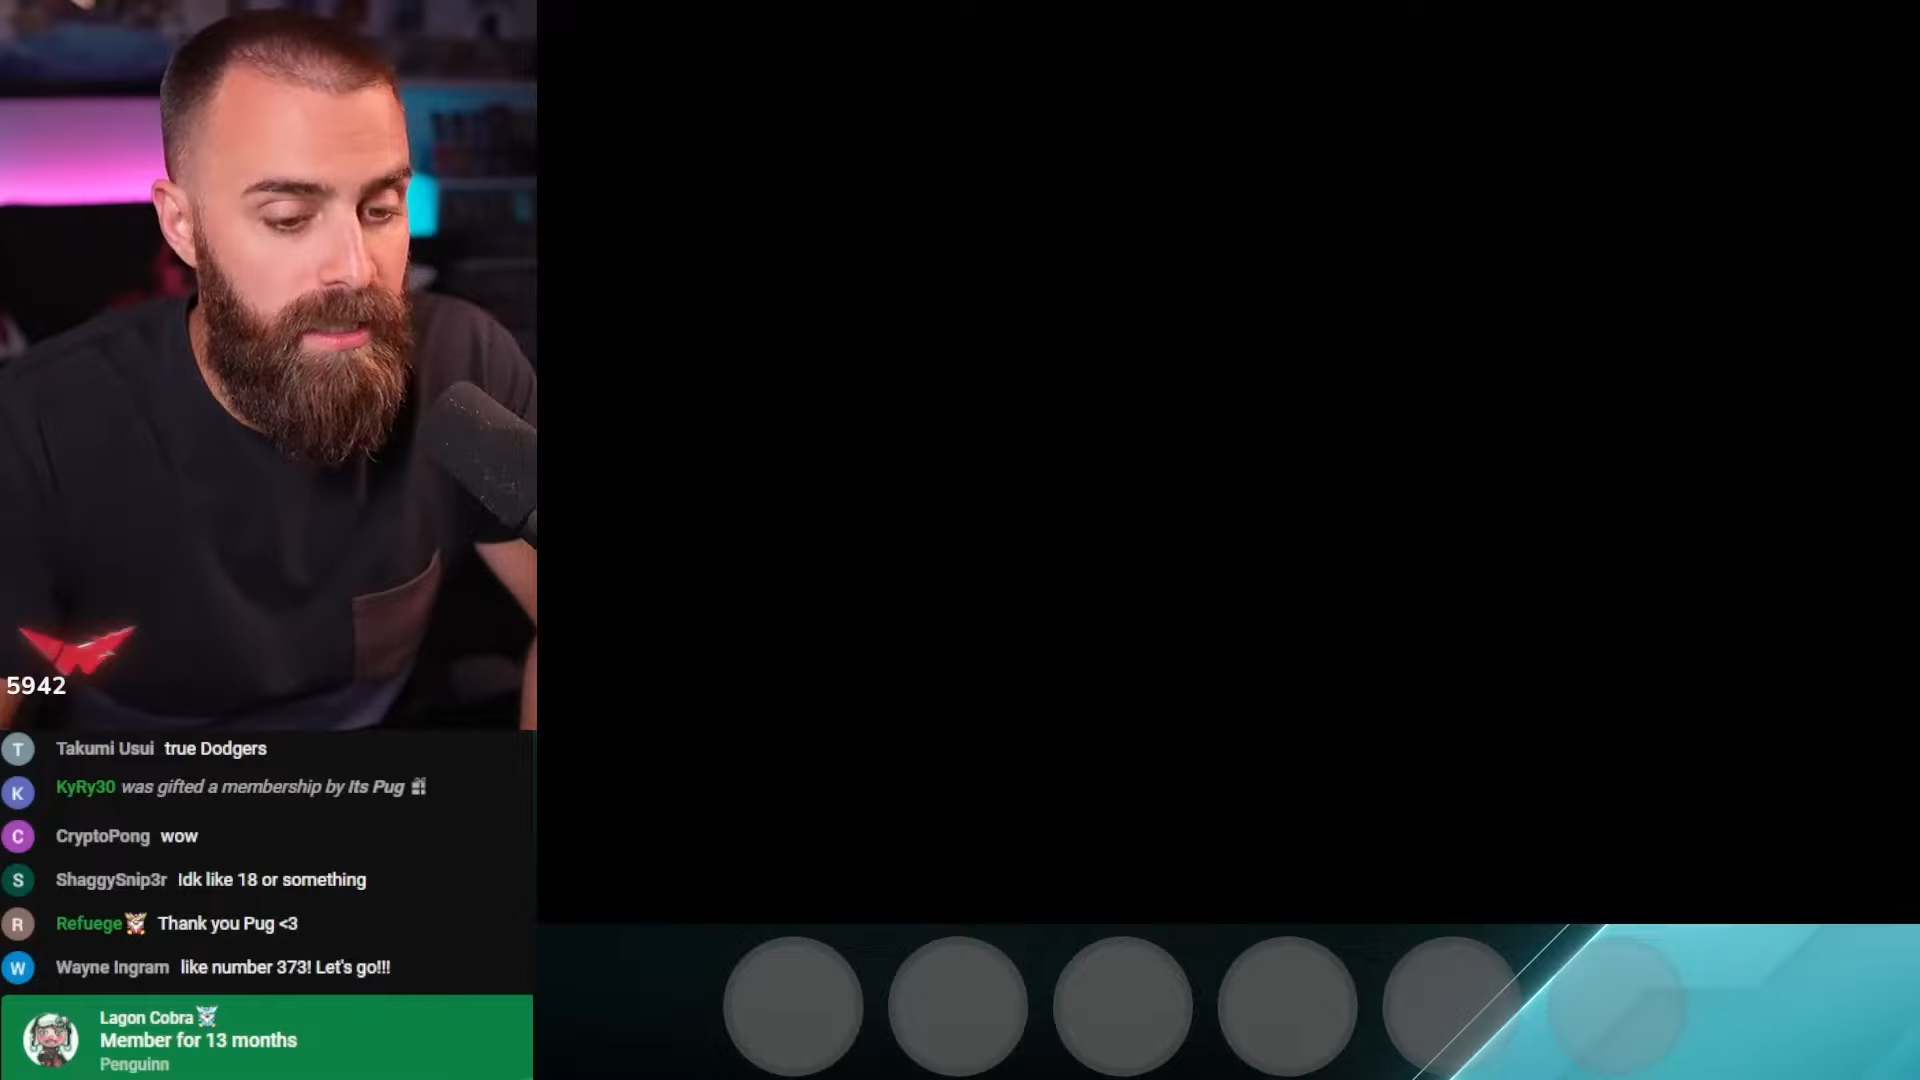 5942
T Takumi Usui true Dodgers
K KyRy30 was gifted a membership by Its Pug
C CryptoPong wow
S ShaggySnip3r Idk like 18 or something
R Refuege Thank you Pug <3
W Wayne Ingram like number 373! Let's go!!!
Lagon Cobra
Member for 13 months
Penguinn